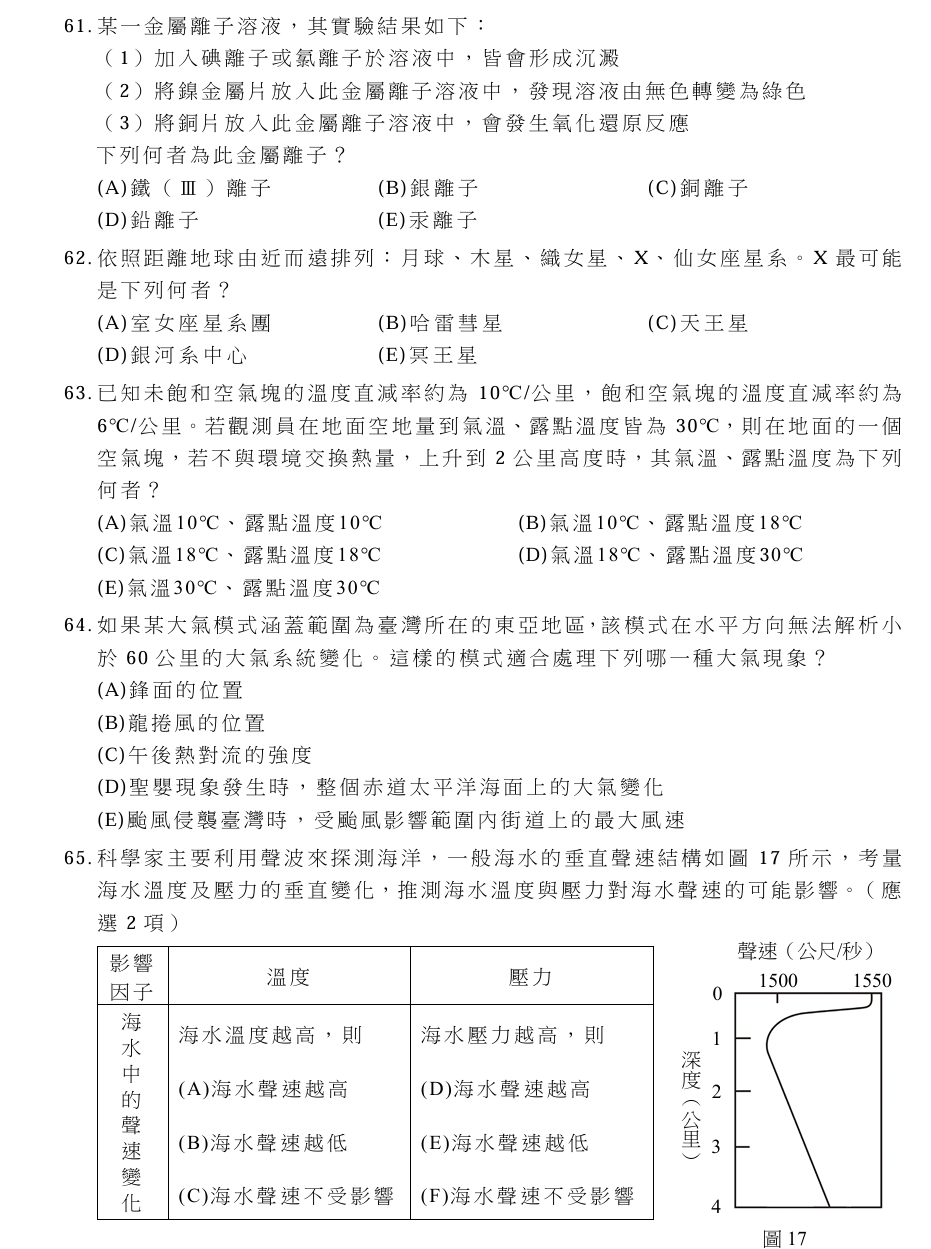 61.某一金屬離子溶液，其實驗結果如下：
（1）加入碘離子或氯離子於溶液中，皆會形成沉澱
（2）將鎳金屬片放入此金屬離子溶液中，發現溶液由無色轉變為綠色
（3）將銅片放入此金屬離子溶液中，會發生氧化還原反應
下列何者為此金屬離子？
(A)鐵（Ⅲ）離子 (B)銀離子 (C)銅離子
(D)鉛離子 (E)汞離子
62.依照距離地球由近而遠排列：月球、木星、織女星、X、仙女座星系。X 最可能
是下列何者？
(A)室女座星系團 (B)哈雷彗星 (C)天王星
(D)銀河系中心 (E)冥王星
63.已知未飽和空氣塊的溫度直減率約為 10℃/公里，飽和空氣塊的溫度直減率約為
6℃/公里。若觀測員在地面空地量到氣溫、露點溫度皆為 30℃，則在地面的一個
空氣塊，若不與環境交換熱量，上升到 2 公里高度時，其氣溫、露點溫度為下列
何者？
(A)氣溫10℃、露點溫度10℃ (B)氣溫10℃、露點溫度18℃
(C)氣溫18℃、露點溫度18℃ (D)氣溫18℃、露點溫度30℃
(E)氣溫30℃、露點溫度30℃
64.如果某大氣模式涵蓋範圍為臺灣所在的東亞地區，該模式在水平方向無法解析小
於 60 公里的大氣系統變化。這樣的模式適合處理下列哪一種大氣現象？
(A)鋒面的位置
(B)龍捲風的位置
(C)午後熱對流的強度
(D)聖嬰現象發生時，整個赤道太平洋海面上的大氣變化
(E)颱風侵襲臺灣時，受颱風影響範圍內街道上的最大風速
65.科學家主要利用聲波來探測海洋，一般海水的垂直聲速結構如圖 17 所示，考量
海水溫度及壓力的垂直變化，推測海水溫度與壓力對海水聲速的可能影響。（應
選 2 項）
影響
因子
溫度
壓力
海水中的聲速變化
海水溫度越高，則
(A)海水聲速越高
(B)海水聲速越低
(C)海水聲速不受影響
海水壓力越高，則
(D)海水聲速越高
(E)海水聲速越低
(F)海水聲速不受影響
聲速（公尺/秒）
1500 1550
0
1
2
3
4
深度（公里）
圖 17